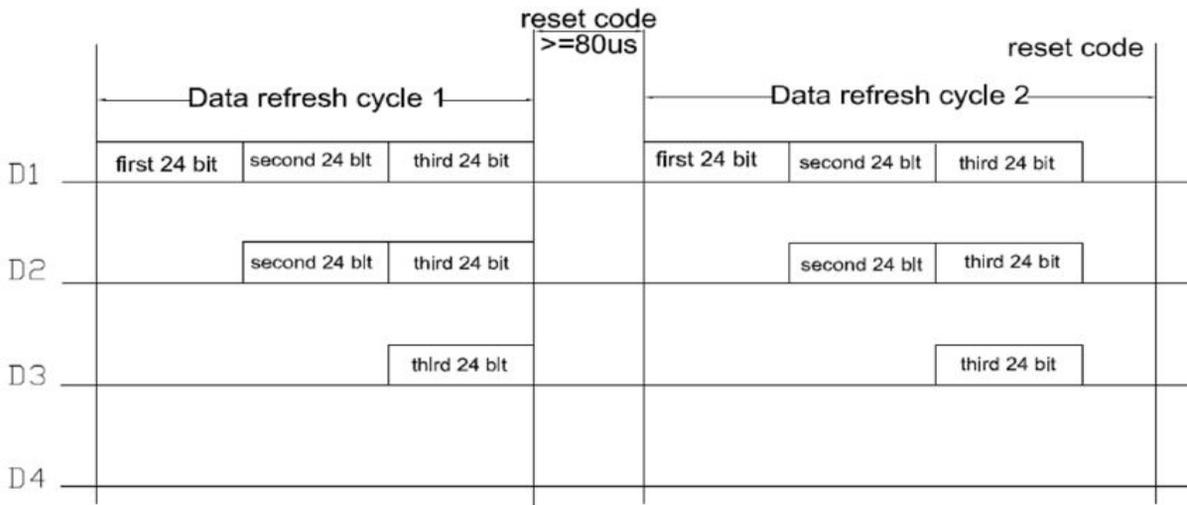 reset code
>=80us
reset code
Data refresh cycle 1
Data refresh cycle 2
D1 first 24 bit second 24 blt third 24 bit first 24 bit second 24 blt third 24 bit
D2 second 24 blt third 24 bit second 24 blt third 24 bit
D3 thlrd 24 blt third 24 bit
D4